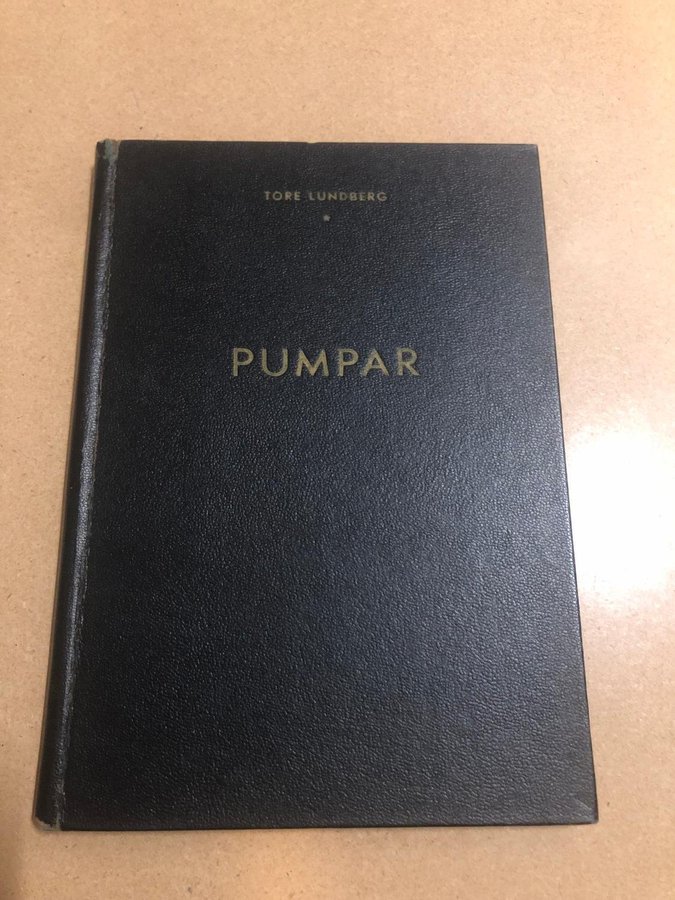 TORE LUNDBERG
*
PUMPAR